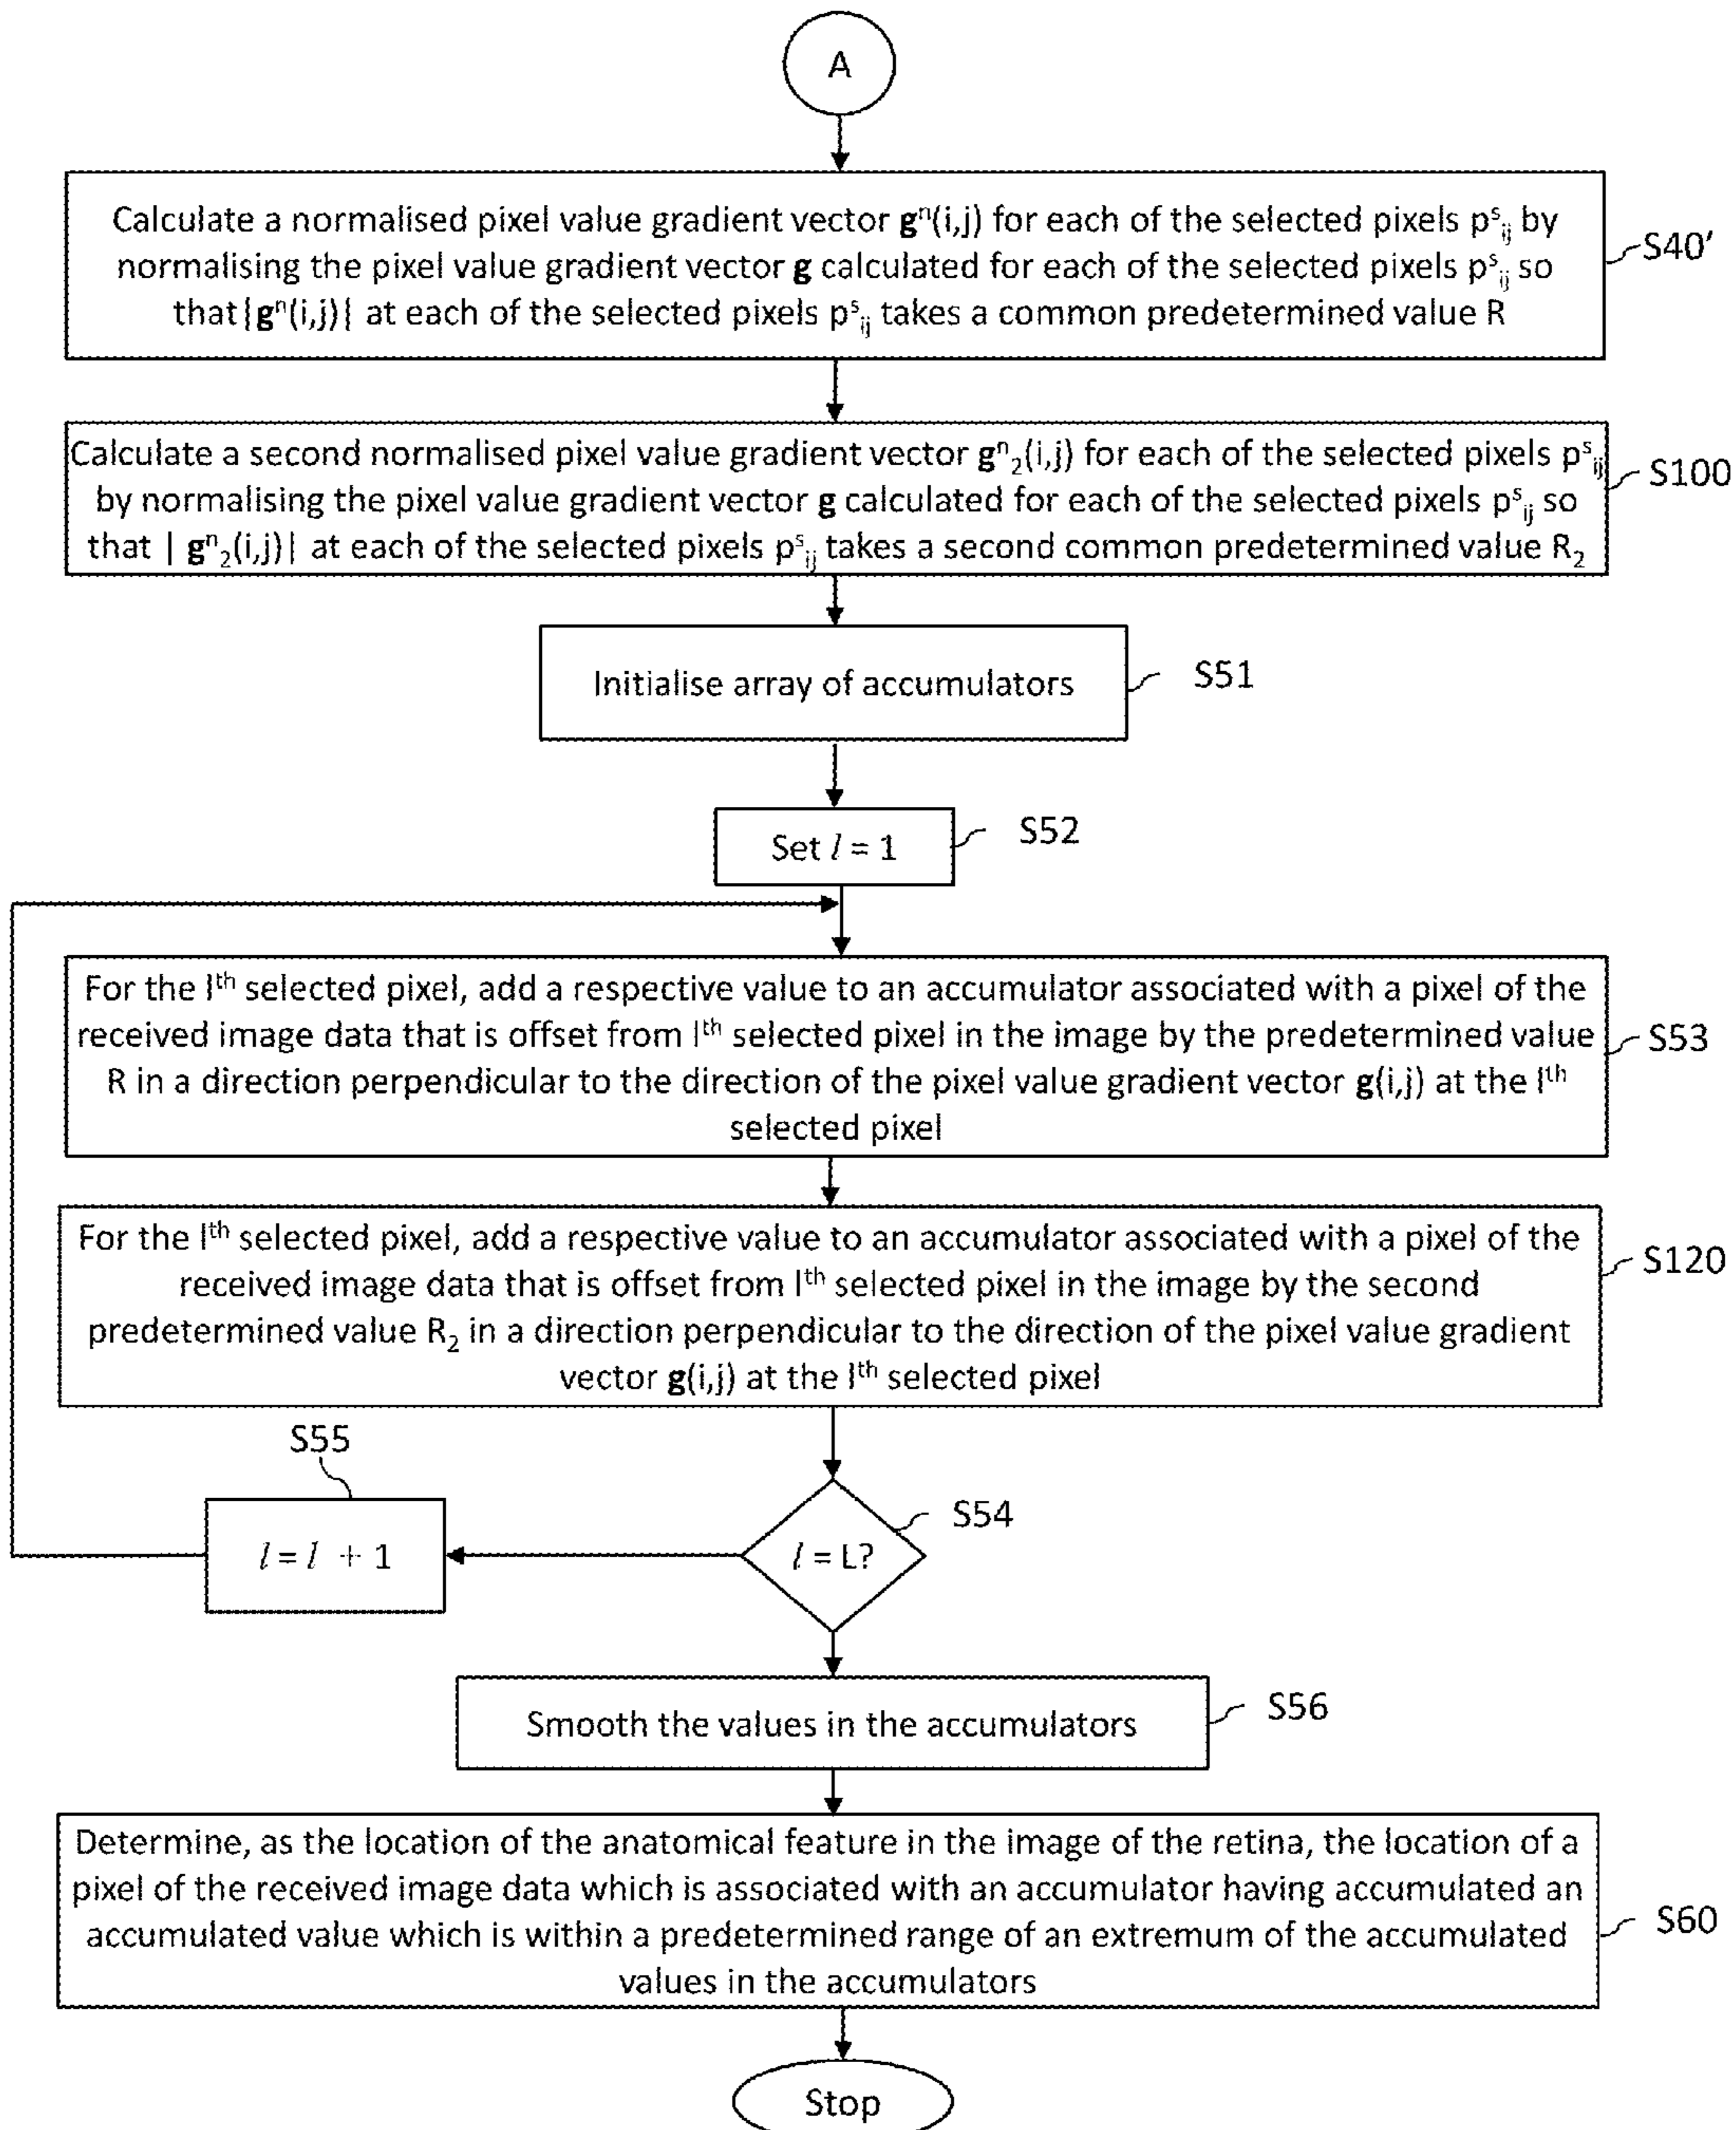 A
Calculate a normalised pixel value gradient vector gⁿ(i,j) for each of the selected pixels pˢᵢⱼ by
normalising the pixel value gradient vector g calculated for each of the selected pixels pˢᵢⱼ so
that |gⁿ(i,j)| at each of the selected pixels pˢᵢⱼ takes a common predetermined value R
S40'
Calculate a second normalised pixel value gradient vector gⁿ₂(i,j) for each of the selected pixels pˢᵢⱼ
by normalising the pixel value gradient vector g calculated for each of the selected pixels pˢᵢⱼ so
that | gⁿ₂(i,j)| at each of the selected pixels pˢᵢⱼ takes a second common predetermined value R₂
S100
Initialise array of accumulators
S51
Set l = 1
S52
For the lᵗʰ selected pixel, add a respective value to an accumulator associated with a pixel of the
received image data that is offset from lᵗʰ selected pixel in the image by the predetermined value
R in a direction perpendicular to the direction of the pixel value gradient vector g(i,j) at the lᵗʰ
selected pixel
S53
For the lᵗʰ selected pixel, add a respective value to an accumulator associated with a pixel of the
received image data that is offset from lᵗʰ selected pixel in the image by the second
predetermined value R₂ in a direction perpendicular to the direction of the pixel value gradient
vector g(i,j) at the lᵗʰ selected pixel
S120
S55
l = l + 1
l = L?
S54
Smooth the values in the accumulators
S56
Determine, as the location of the anatomical feature in the image of the retina, the location of a
pixel of the received image data which is associated with an accumulator having accumulated an
accumulated value which is within a predetermined range of an extremum of the accumulated
values in the accumulators
S60
Stop